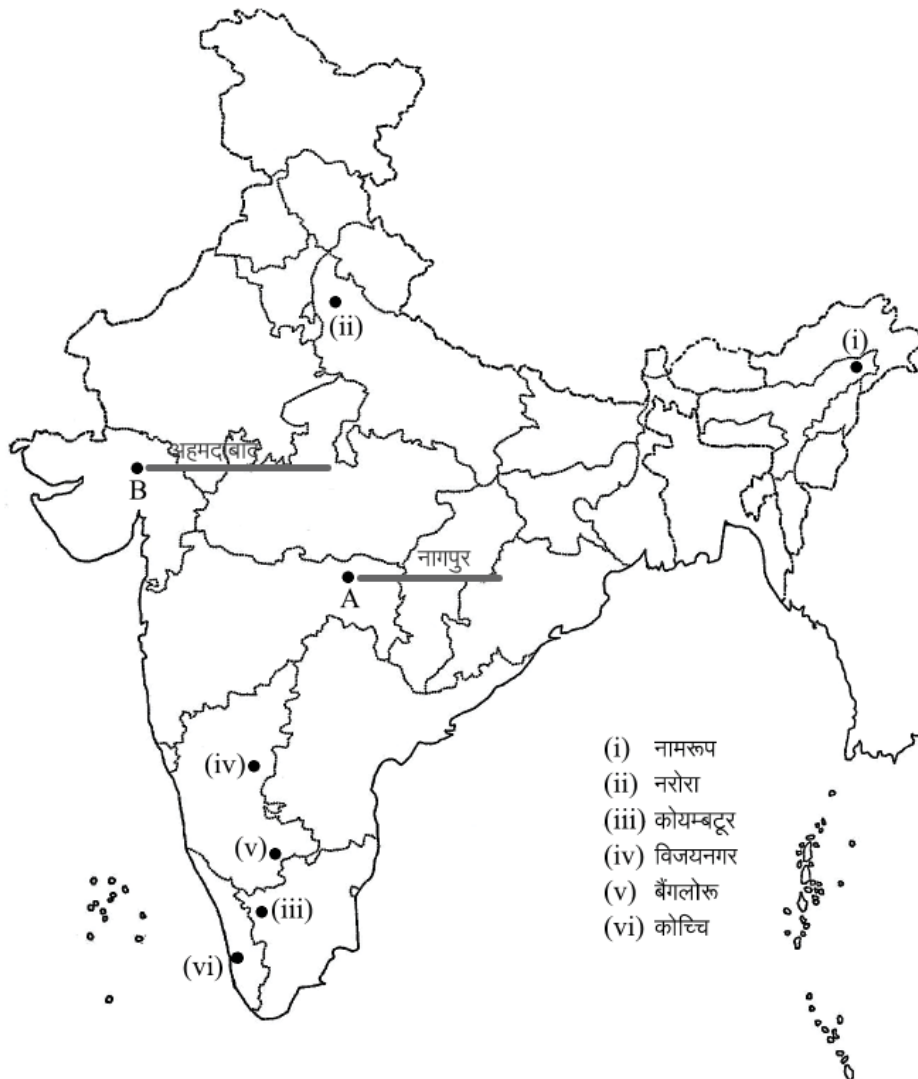 (ii)
(i)
अहमदाबाद
B
नागपुर
A
(iv)
(v)
(iii)
(vi)
(i) नामरूप
(ii) नरोरा
(iii) कोयम्बटूर
(iv) विजयनगर
(v) बैंगलोरू
(vi) कोच्चि